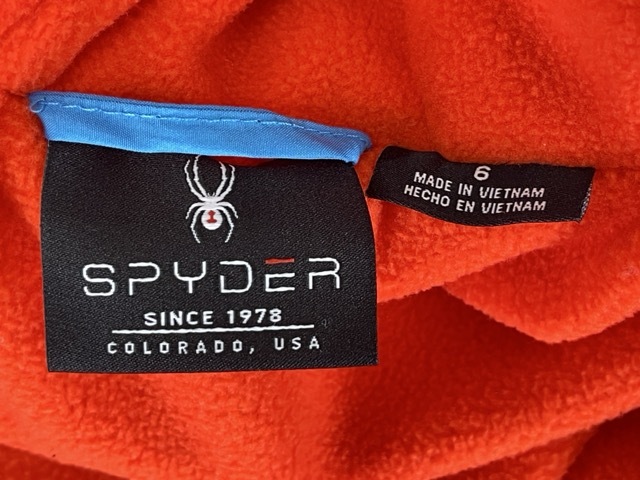 SPYDER
SINCE 1978
COLORADO, USA
6
MADE IN VIETNAM
HECHO EN VIETNAM